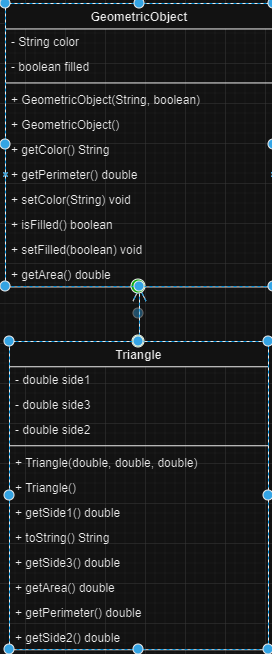 GeometricObject
- String color
- boolean filled
+ GeometricObject(String, boolean)
+ GeometricObject()
+ getColor() String
+ getPerimeter() double
+ setColor(String) void
+ isFilled() boolean
+ setFilled(boolean) void
+ getArea() double
Triangle
- double side1
- double side3
- double side2
+ Triangle(double, double, double)
+ Triangle()
+ getSide1() double
+ toString() String
+ getSide3() double
+ getArea() double
+ getPerimeter() double
+ getSide2() double